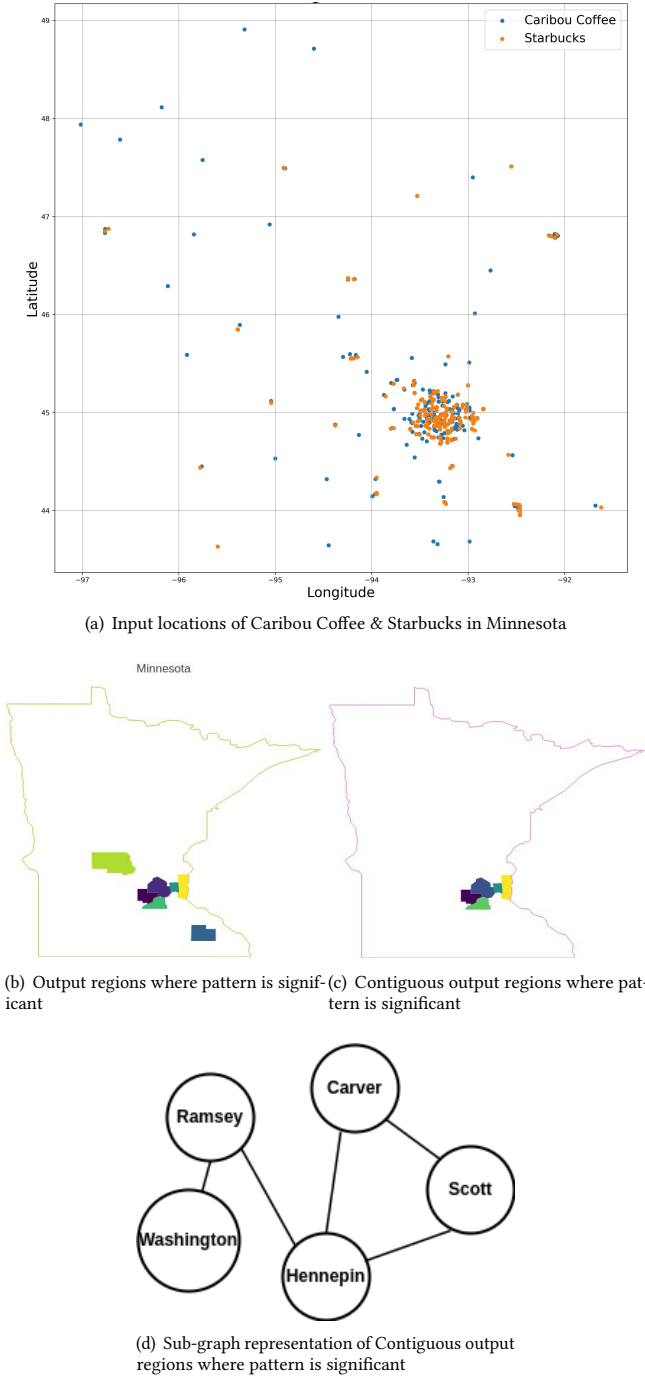 Caribou Coffee
Starbucks
49
48
47
46
45
44
Latitude
−97
−96
−95
−94
−93
−92
Longitude
(a) Input locations of Caribou Coffee & Starbucks in Minnesota
Minnesota
(b) Output regions where pattern is signif-
icant
(c) Contiguous output regions where pat-
tern is significant
Carver
Ramsey
Scott
Washington
Hennepin
(d) Sub-graph representation of Contiguous output
regions where pattern is significant